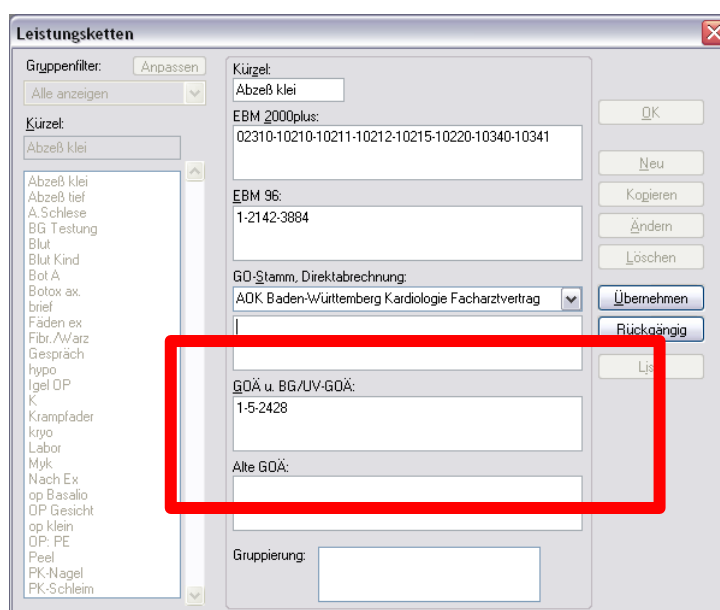 Leistungsketten
Gruppenfilter:
Anpassen
Alle anzeigen
Kürzel:
Abzeß klei
Abzeß klei
Abzeß tief
A.Schlese
BG Testung
Blut
Blut Kind
Bot A
Botox ax.
brief
Fäden ex
Fibr./Warz
Gespräch
hypo
Igel OP
K
Krampfader
kryo
Labor
Myk
Nach Ex
op Basalio
OP Gesicht
op klein
OP: PE
Peel
PK-Nagel
PK-Schleim
Kürzel:
Abzeß klei
EBM 2000plus:
02310-10210-10211-10212-10215-10220-10340-10341
EBM 96:
1-2142-3884
GO-Stamm, Direktabrechnung:
AOK Baden-Württemberg Kardiologie Facharztvertrag
GOÄ u. BG/UV-GOÄ:
1-5-2428
Alte GOÄ:
Gruppierung:
OK
Neu
Kopieren
Ändern
Löschen
Übernehmen
Rückgängig